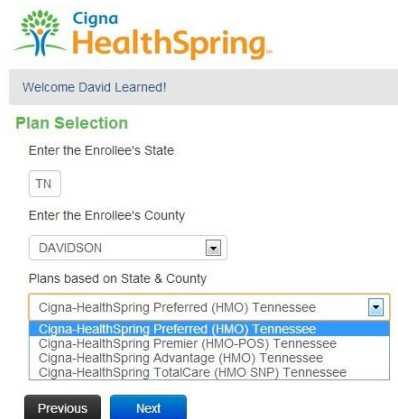 Cigna
HealthSpring.
Welcome David Learned!
Plan Selection
Enter the Enrollee's State
TN
Enter the Enrollee's County
DAVIDSON
Plans based on State & County
Cigna-HealthSpring Preferred (HMO) Tennessee
Cigna-HealthSpring Preferred (HMO) Tennessee
Cigna-HealthSpring Premier (HMO-POS) Tennessee
Cigna-HealthSpring Advantage (HMO) Tennessee
Cigna-HealthSpring TotalCare (HMO SNP) Tennessee
Previous Next